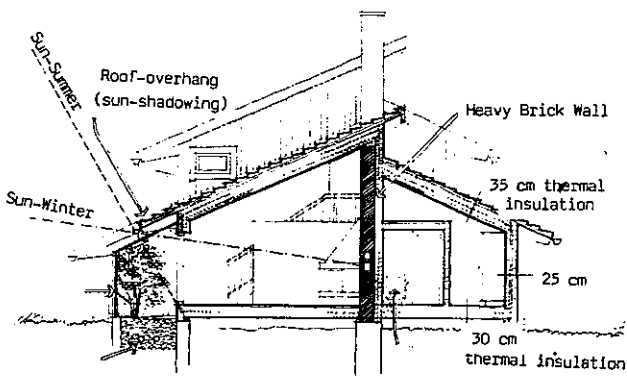 Sun-Summer
Roof-overhang
(sun-shadowing)
Heavy Brick Wall
Sun-Winter
35 cm thermal
insulation
25 cm
30 cm
thermal insulation